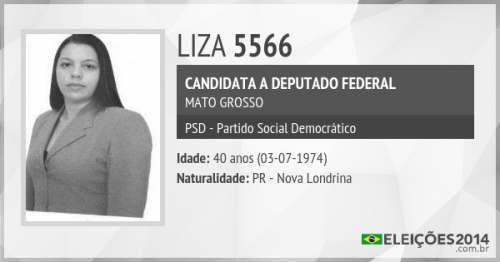 LIZA 5566
CANDIDATA A DEPUTADO FEDERAL
MATO GROSSO
PSD - Partido Social Democrático
Idade: 40 anos (03-07-1974)
Naturalidade: PR - Nova Londrina
ELEIÇÕES2014
.com.br